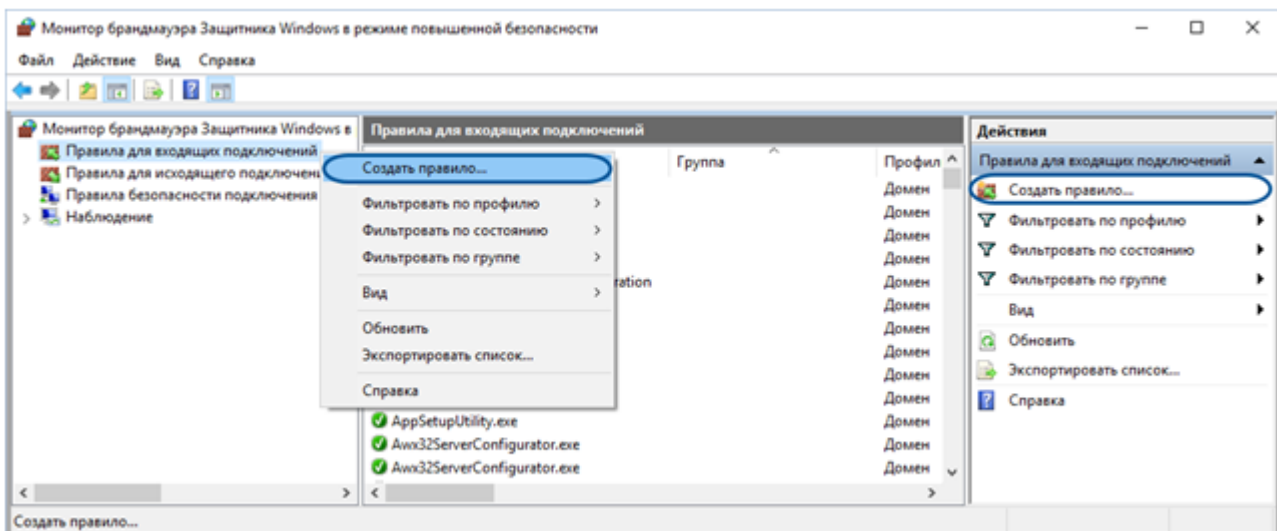 Монитор брандмауэра Защитника Windows в режиме повышенной безопасности
Файл Действие Вид Справка
Монитор брандмауэра Защитника Windows в
Правила для входящих подключений
Правила для исходящего подключени
Правила безопасности подключения
Наблюдение
Правила для входящих подключений
Группа
Профил
Создать правило...
Фильтровать по профилю
Фильтровать по состоянию
Фильтровать по группе
Вид
Обновить
Экспортировать список...
Справка
ration
Домен
Домен
Домен
Домен
Домен
Домен
Домен
Домен
Домен
Домен
AppSetupUtility.exe Домен
Awx32ServerConfigurator.exe Домен
Awx32ServerConfigurator.exe Домен
Действия
Правила для входящих подключений
Создать правило...
Фильтровать по профилю
Фильтровать по состоянию
Фильтровать по группе
Вид
Обновить
Экспортировать список...
Справка
Создать правило...